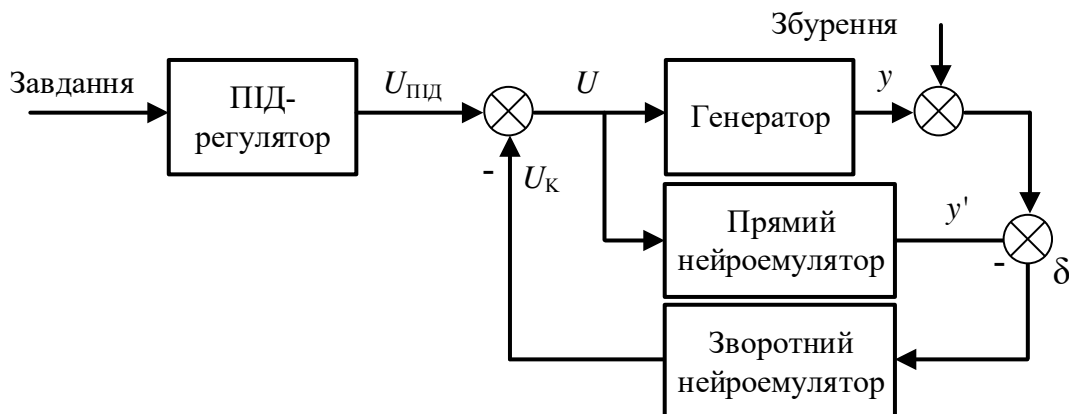 Збурення
Завдання
ПІД-
регулятор
UПІД
U
Генератор
y
-
UК
Прямий
нейроемулятор
y'
-
δ
Зворотний
нейроемулятор